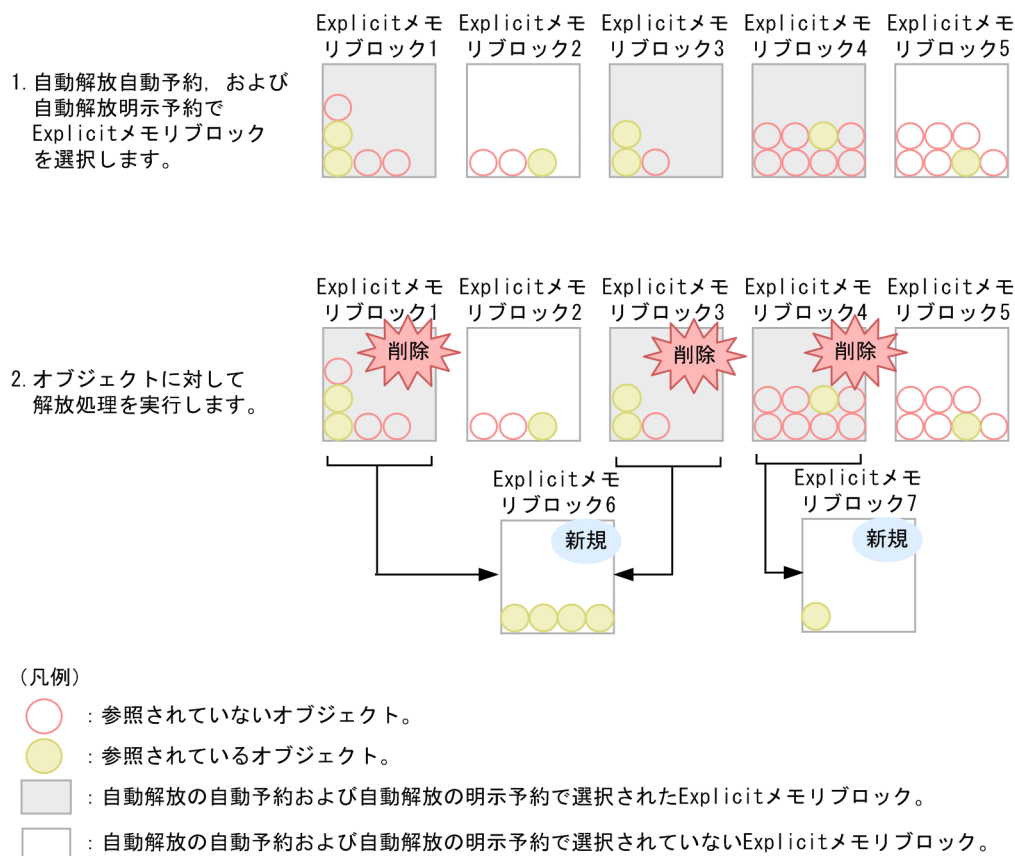 Explicitメモ
リブロック1
Explicitメモ
リブロック2
Explicitメモ
リブロック3
Explicitメモ
リブロック4
Explicitメモ
リブロック5
1. 自動解放自動予約，および
自動解放明示予約で
Explicitメモリブロック
を選択します。
Explicitメモ
リブロック1
Explicitメモ
リブロック2
Explicitメモ
リブロック3
Explicitメモ
リブロック4
Explicitメモ
リブロック5
削除
削除
削除
2. オブジェクトに対して
解放処理を実行します。
Explicitメモ
リブロック6
新規
Explicitメモ
リブロック7
新規
（凡例）
：参照されていないオブジェクト。
：参照されているオブジェクト。
：自動解放の自動予約および自動解放の明示予約で選択されたExplicitメモリブロック。
：自動解放の自動予約および自動解放の明示予約で選択されていないExplicitメモリブロック。